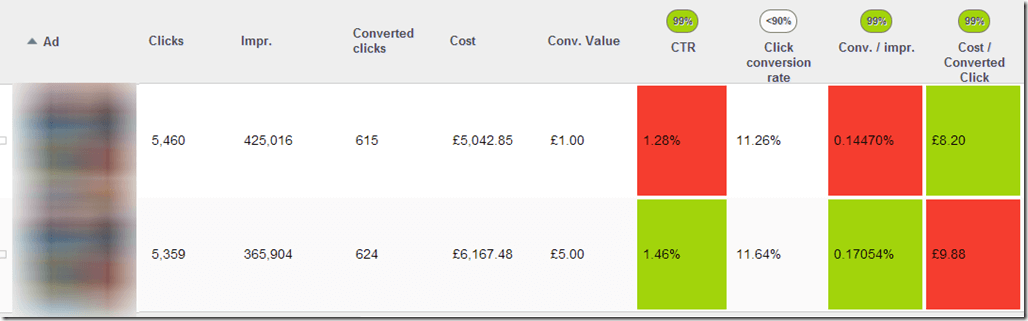 99% <90% 99% 99%
Ad Clicks Impr. Converted clicks Cost Conv. Value CTR Click conversion rate Conv. / impr. Cost / Converted Click
5,460 425,016 615 £5,042.85 £1.00 1.28% 11.26% 0.14470% £8.20
5,359 365,904 624 £6,167.48 £5.00 1.46% 11.64% 0.17054% £9.88